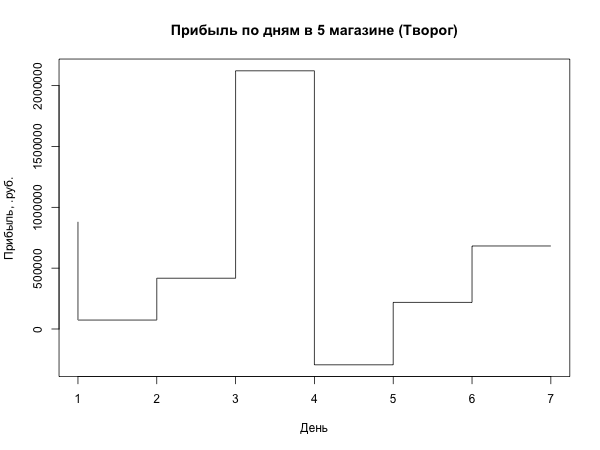 Прибыль по дням в 5 магазине (Творог)
Прибыль, .руб.
2000000
1500000
1000000
500000
0
1 2 3 4 5 6 7
День